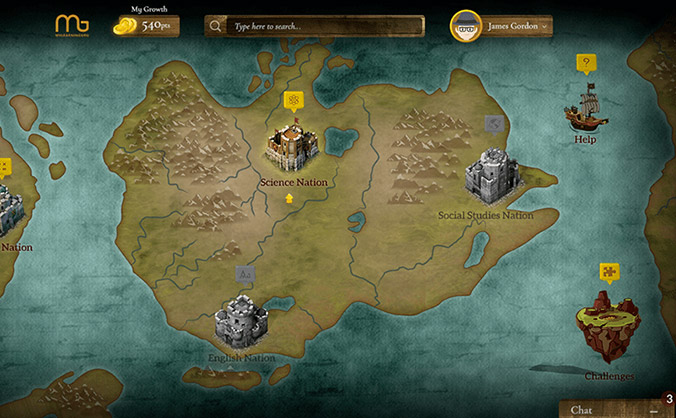 My Growth
540pts
Type here to search...
James Gordon
?
Help
Science Nation
Social Studies Nation
Nation
Aa
English Nation
Challenges
3
Chat